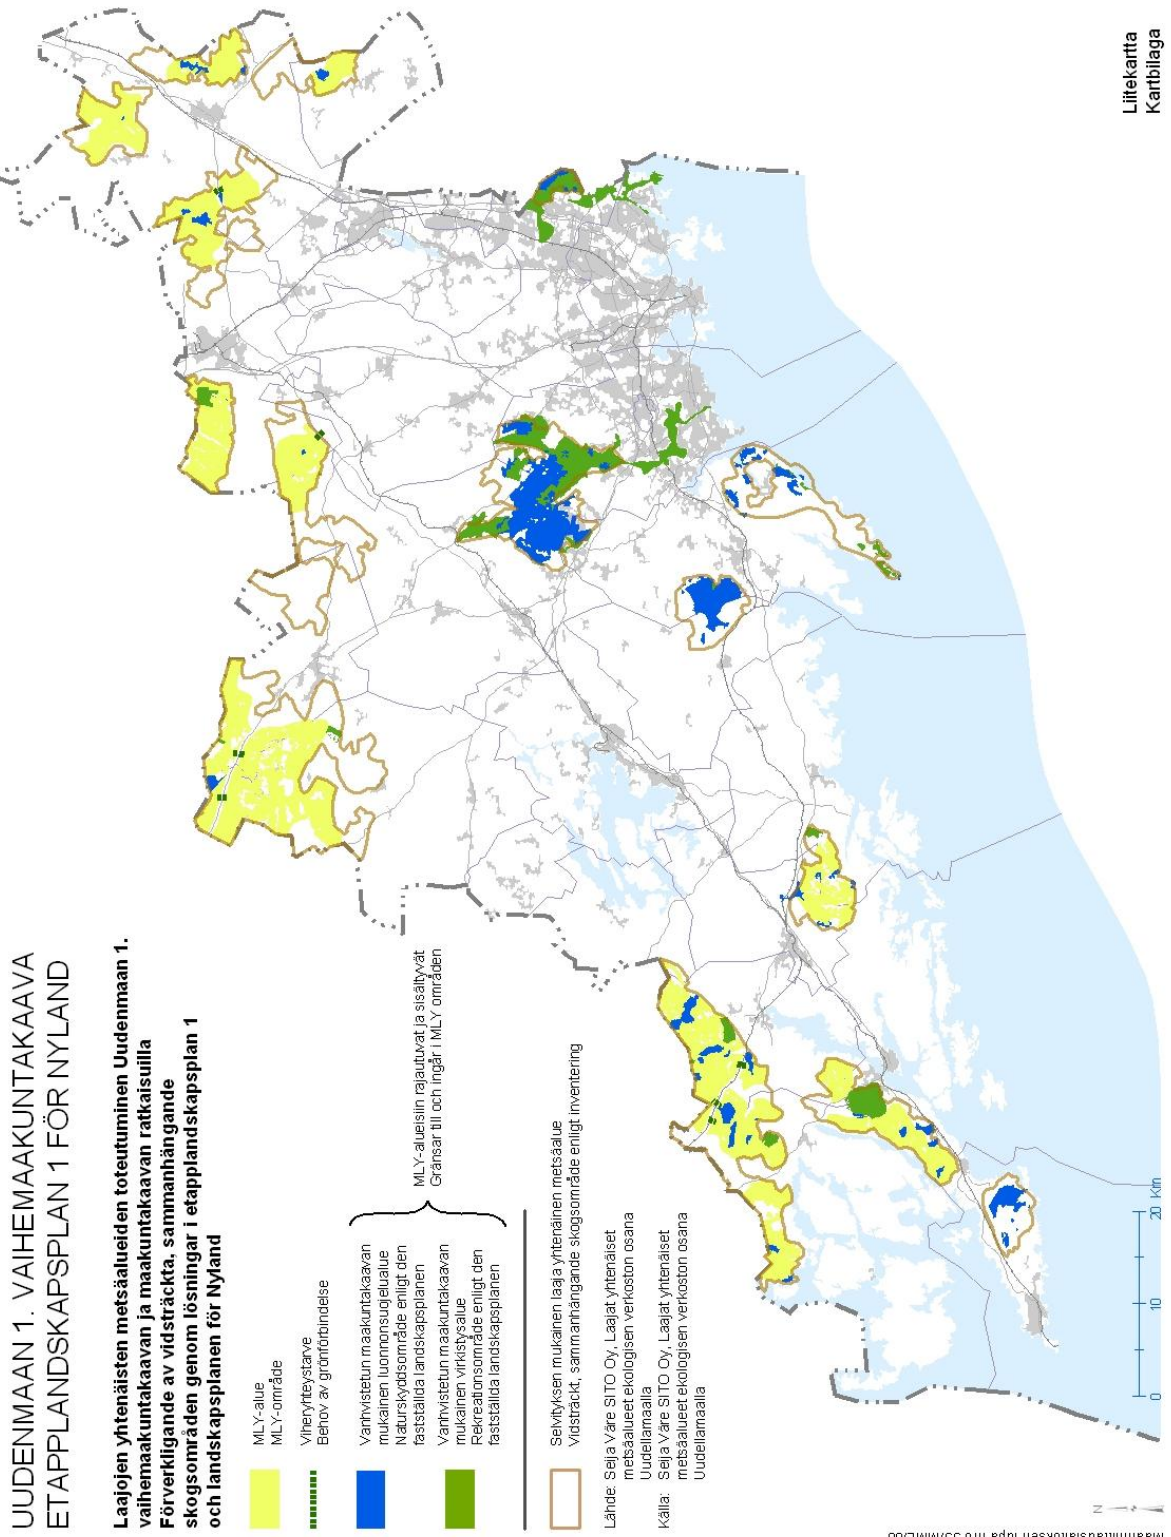 UUDENMAAN 1. VAIHEMAAKUNTAKAAVA
ETAPPLANDSKAPSPLAN 1 FÖR NYLAND
Laajojen yhtenäisten metsäalueiden toteutuminen Uudenmaan 1.
vaihemaakuntakaavan ja maakuntakaavan ratkaisuilla
Förverkligande av vidsträckta, sammanhängande
skogsområden genom lösningar i etapplandskapsplan 1
och landskapsplanen för Nyland
MLY-alue
MLY-område
Viheryhteystarve
Behov av grönförbindelse
Vahvistetun maakuntakaavan
mukainen luonnonsuojelualue
Naturskyddsområde enligt den
fastställda landskapsplanen
Vahvistetun maakuntakaavan
mukainen virkistysalue
Rekreationsområde enligt den
fastställda landskapsplanen
MLY-alueisiin rajautuvat ja sisältyvät
Gränsar till och ingår i MLY områden
Selvityksen mukainen laaja yhtenäinen metsäalue
Vidsträckt, sammanhängande skogsområde enligt inventering
Lähde: Seija Väre SITO Oy, Laajat yhtenäiset
metsäalueet ekologisen verkoston osana
Uudellamaalla
Källa: Seija Väre SITO Oy, Laajat yhtenäiset
metsäalueet ekologisen verkoston osana
Uudellamaalla
0 10 20 Km
N
Liitekartta
Kartbilaga